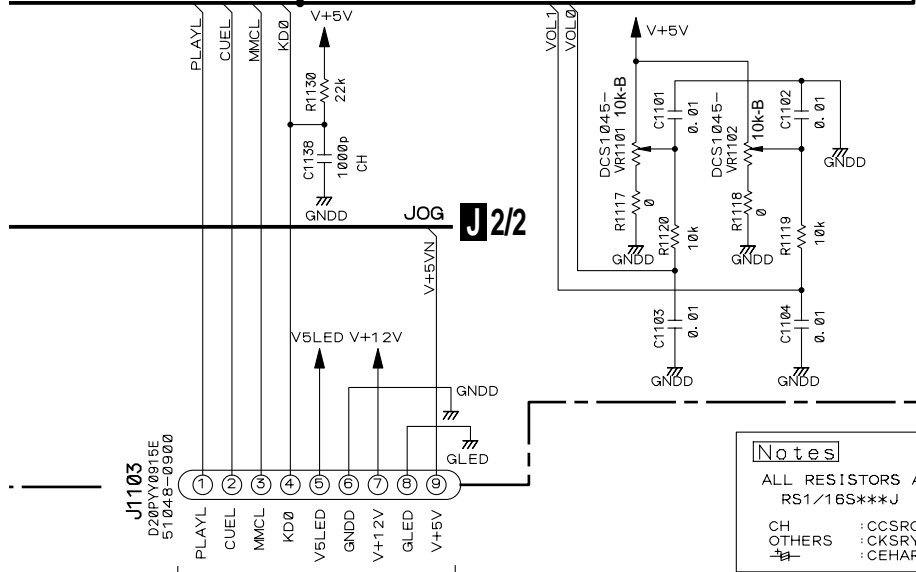 PLAYL
CUEL
MMCL
KD0
V+5V
R1130
22k
C1138
1000p
CH
GNDD
VOL1
VOL0
V+5V
DCS1045-
VR1101
10k-B
C1101
0.01
DCS1045-
VR1102
10k-B
C1102
0.01
GNDD
R1117
0
GNDD
R1120
10k
R1118
0
GNDD
R1119
10k
C1103
0.01
GNDD
C1104
0.01
GNDD
JOG
J 2/2
V+5VN
V5LED
V+12V
GNDD
GLED
J1103
D20PYY0915E
51048-0900
1 2 3 4 5 6 7 8 9
PLAYL
CUEL
MMCL
KD0
V5LED
GNDD
V+12V
GLED
V+5V
Notes
ALL RESISTORS A
RS1/16S***J
CH :CCSRC
OTHERS :CKSRY
:CEHAR